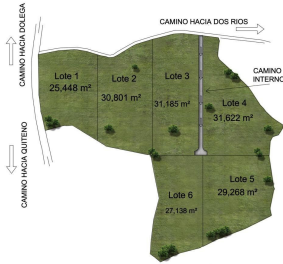 CAMINO HACIA DOLEGA
CAMINO HACIA DOS RIOS
CAMINO
INTERNO
Lote 1
25,448 m²
Lote 2
30,801 m²
Lote 3
31,185 m²
Lote 4
31,622 m²
CAMINO HACIA QUITEÑO
Lote 5
29,268 m²
Lote 6
27,138 m²